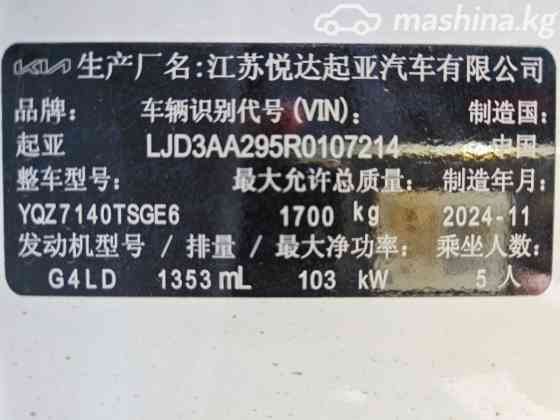 mashina.kg
KIA 生产厂名:江苏悦达起亚汽车有限公司
品牌: 车辆识别代号(VIN): 制造国:
起亚 LJD3AA295R0107214 中国
整车型号: 最大允许总质量: 制造年月:
YQZ7140TSGE6 1700 kg 2024-11
发动机型号/排量/最大净功率: 乘坐人数:
G4LD 1353 mL 103 kW 5 人